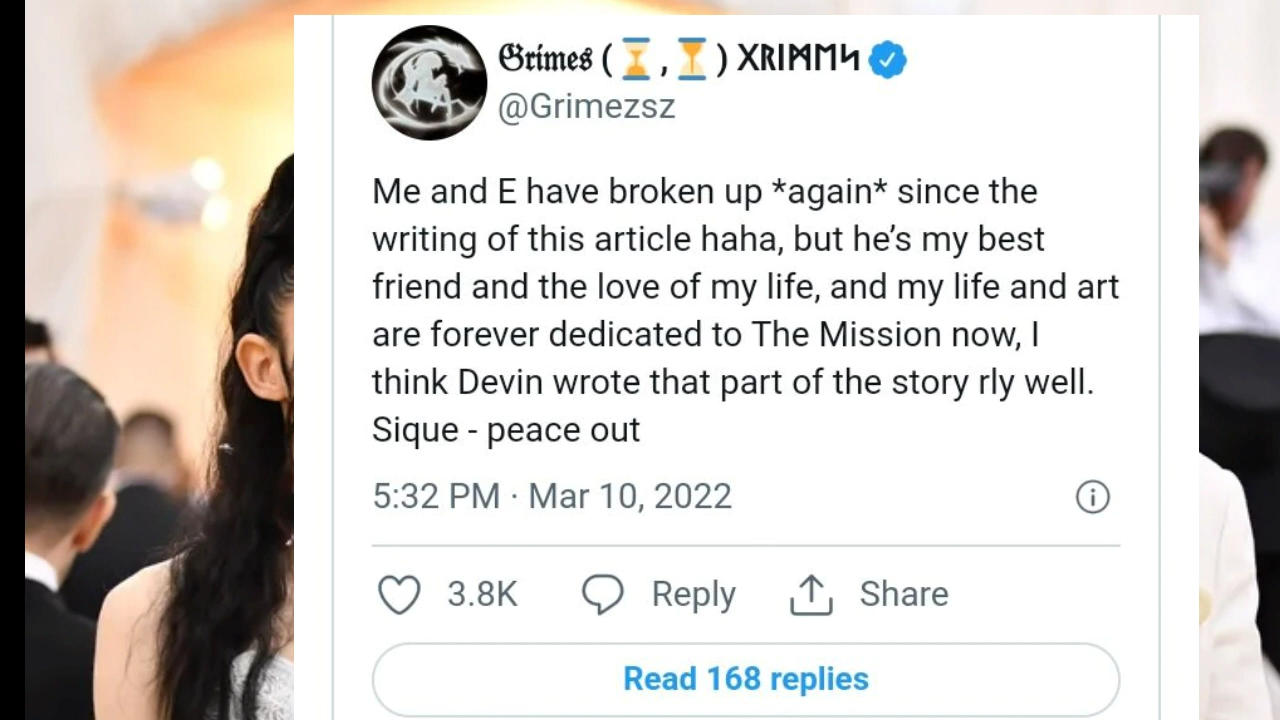 𝕲𝖗𝖎𝖒𝖊𝖘 (⏳,⏳) ᚷᚱIᛗᛖᛋ
@Grimezsz
Me and E have broken up *again* since the
writing of this article haha, but he’s my best
friend and the love of my life, and my life and art
are forever dedicated to The Mission now, I
think Devin wrote that part of the story rly well.
Sique - peace out
5:32 PM · Mar 10, 2022
3.8K Reply Share
Read 168 replies